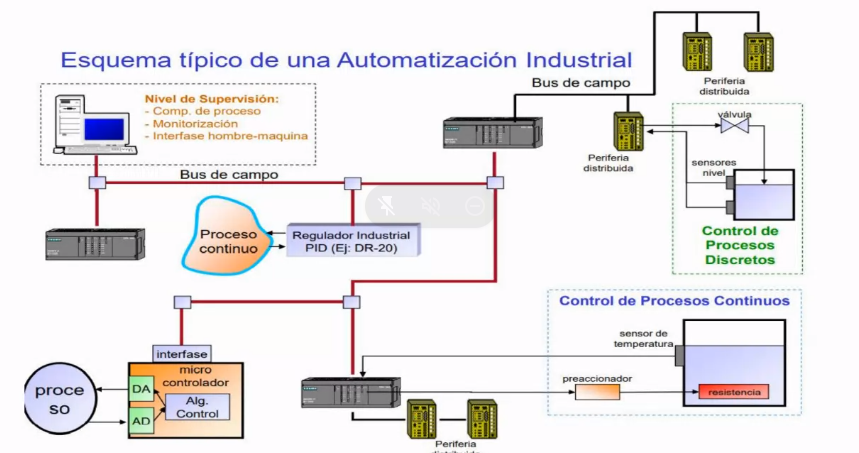 Esquema típico de una Automatización Industrial
Nivel de Supervisión:
- Comp. de proceso
- Monitorización
- Interfase hombre-maquina
Bus de campo
Periferia
distribuida
Periferia
distribuida
válvula
sensores
nivel
Control de
Procesos
Discretos
Bus de campo
Proceso
continuo
Regulador Industrial
PID (Ej: DR-20)
Control de Procesos Continuos
sensor de
temperatura
preaccionador
resistencia
interfase
micro
controlador
proce
so
DA
AD
Alg.
Control
Periferia
distribuida